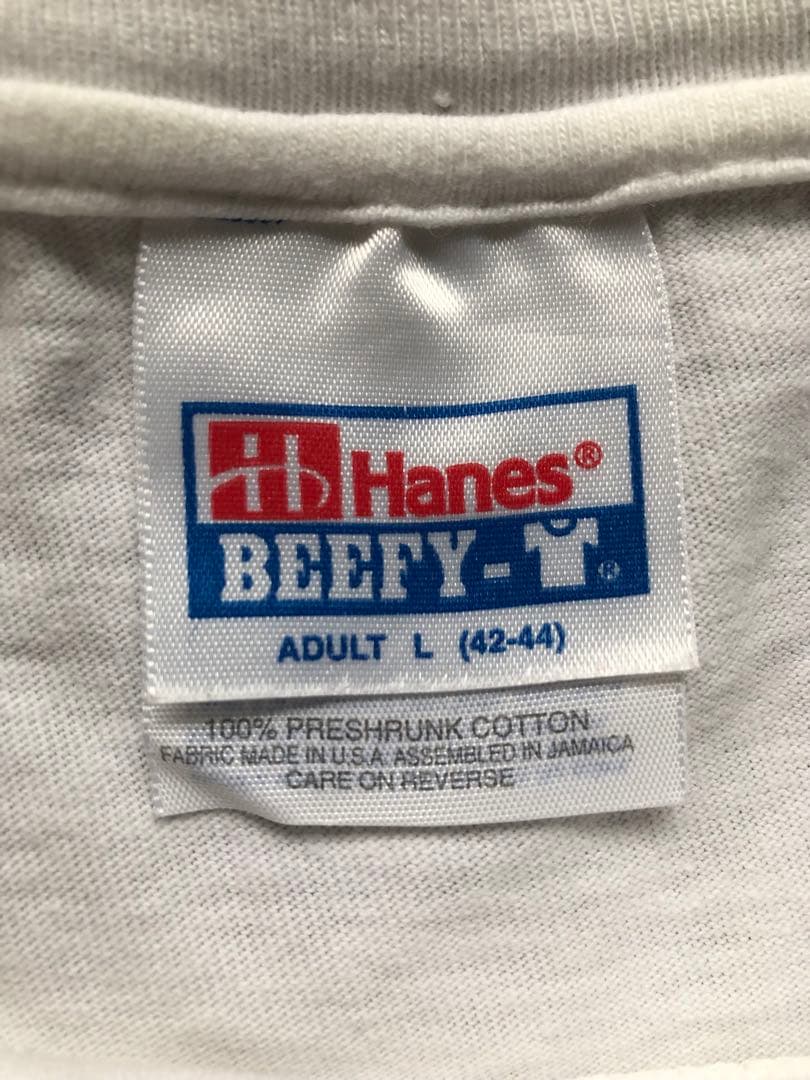 H Hanes®
BEEFY-T®
ADULT L (42-44)
100% PRESHRUNK COTTON
FABRIC MADE IN U.S.A. ASSEMBLED IN JAMAICA
CARE ON REVERSE